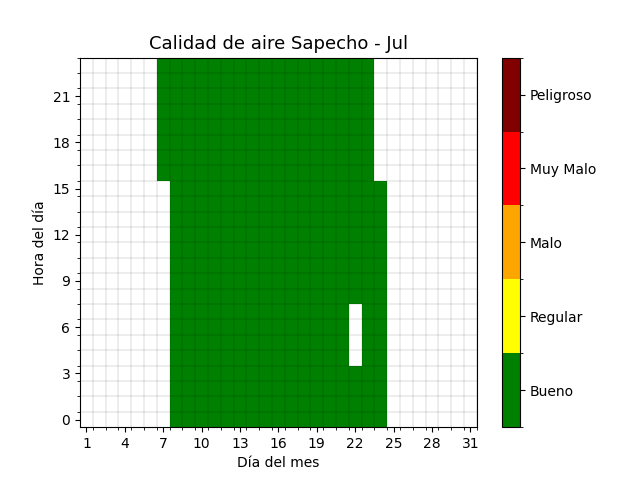 Calidad de aire Sapecho - Jul
21
18
15
12
9
6
3
0
Hora del día
1 4 7 10 13 16 19 22 25 28 31
Día del mes
Peligroso
Muy Malo
Malo
Regular
Bueno